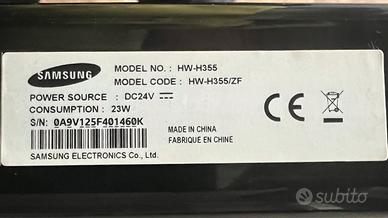 SAMSUNG
MODEL NO. : HW-H355
MODEL CODE : HW-H355/ZF
POWER SOURCE : DC24V
CONSUMPTION : 23W
S/N: 0A9V125F401460K
MADE IN CHINA
FABRIQUE EN CHINE
SAMSUNG ELECTRONICS Co., Ltd.
CE
subito